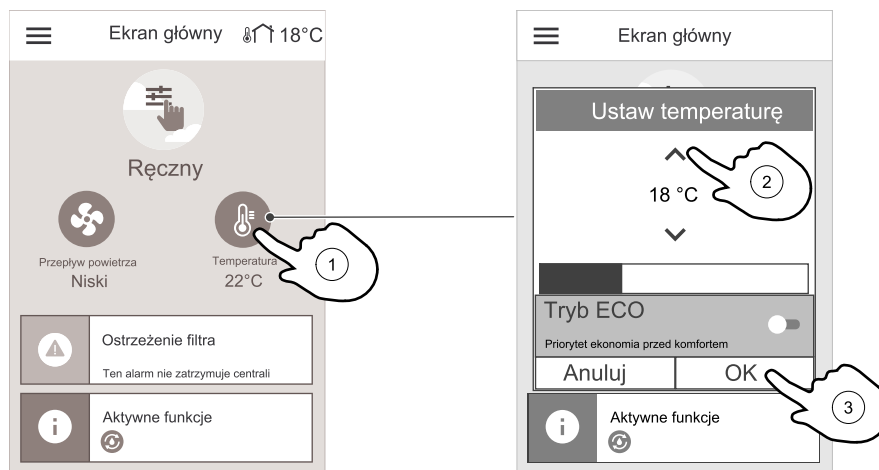 Ekran główny 18°C
Ręczny
Przepływ powietrza
Niski
Temperatura
22°C
1
Ostrzeżenie filtra
Ten alarm nie zatrzymuje centrali
i
Aktywne funkcje
Ekran główny
Ustaw temperaturę
2
18 °C
Tryb ECO
Priorytet ekonomia przed komfortem
Anuluj OK
3
i
Aktywne funkcje